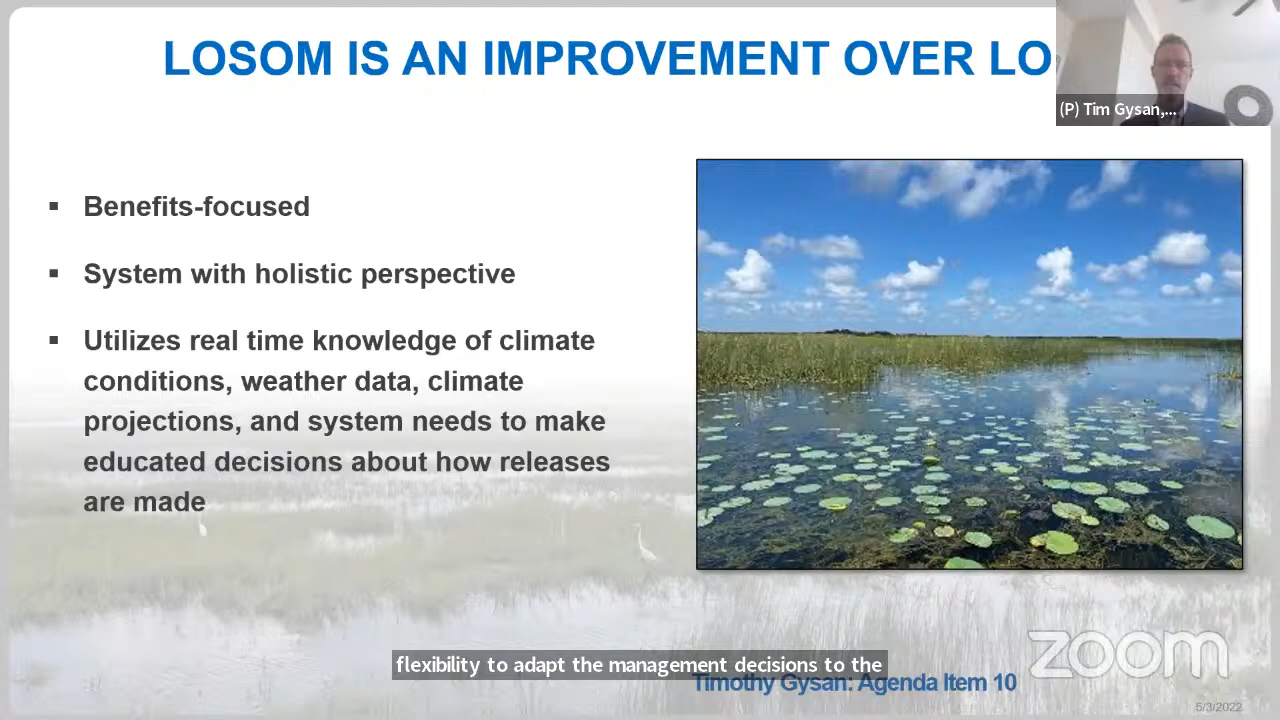 LOSOM IS AN IMPROVEMENT OVER LO
(P) Tim Gysan,...
▪ Benefits-focused
▪ System with holistic perspective
▪ Utilizes real time knowledge of climate
conditions, weather data, climate
projections, and system needs to make
educated decisions about how releases
are made
flexibility to adapt the management decisions to the
Timothy Gysan: Agenda Item 10
zoom
5/3/2022